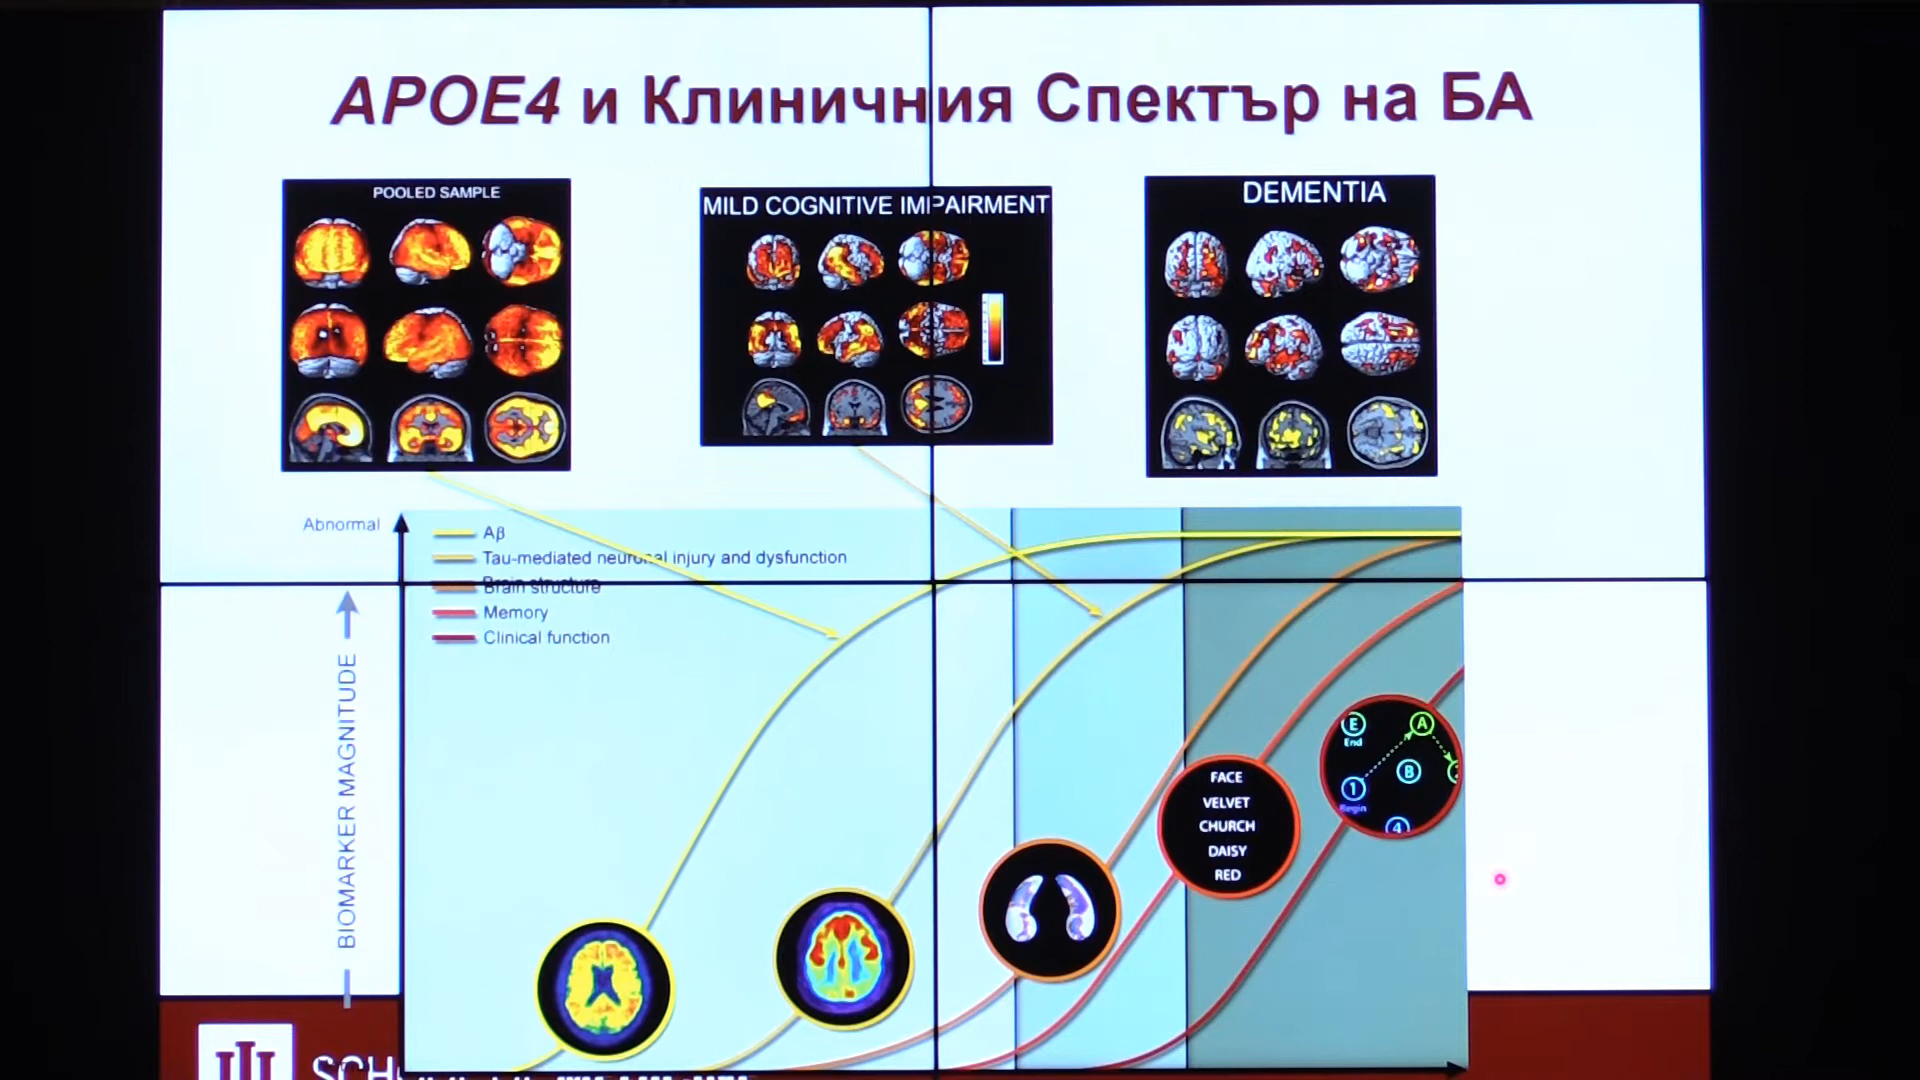 APOE4 и Клиничния Спектър на БА
POOLED SAMPLE
MILD COGNITIVE IMPAIRMENT
DEMENTIA
Abnormal
Aβ
Tau-mediated neuronal injury and dysfunction
Brain structure
Memory
Clinical function
BIOMARKER MAGNITUDE
FACE
VELVET
CHURCH
DAISY
RED
E
End
A
B
1
Begin
4